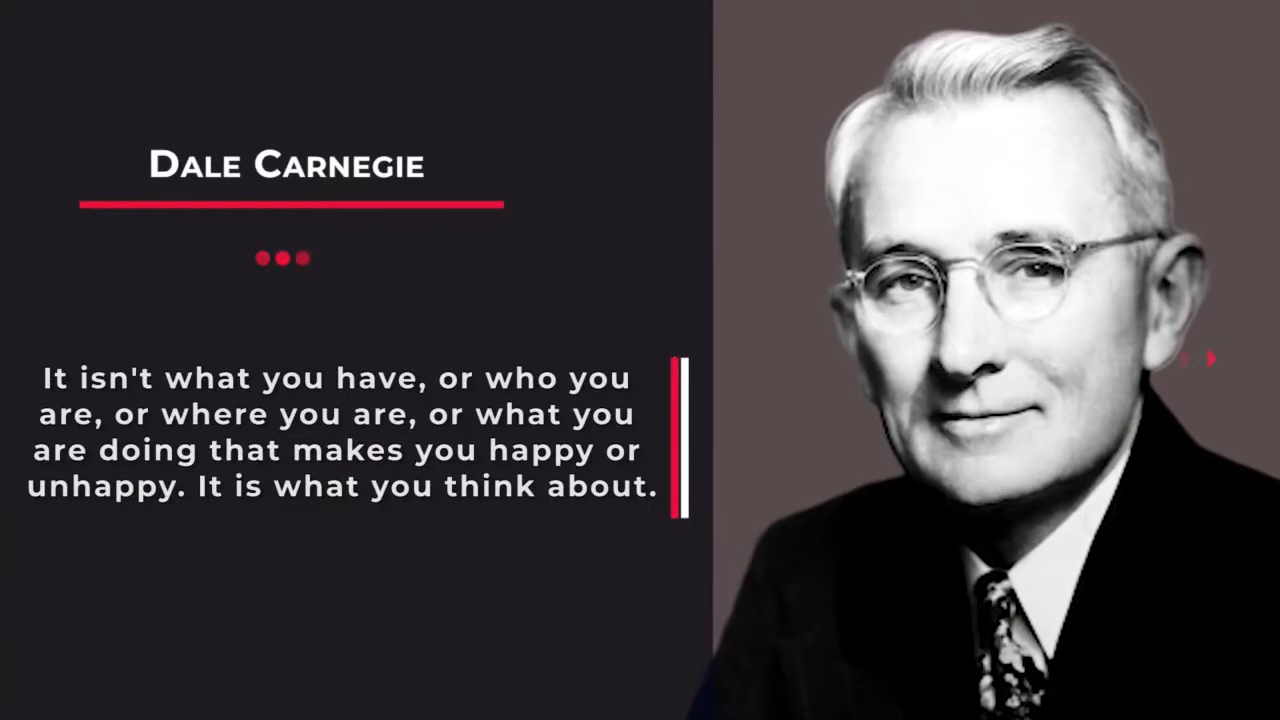 Dale Carnegie
It isn't what you have, or who you
are, or where you are, or what you
are doing that makes you happy or
unhappy. It is what you think about.